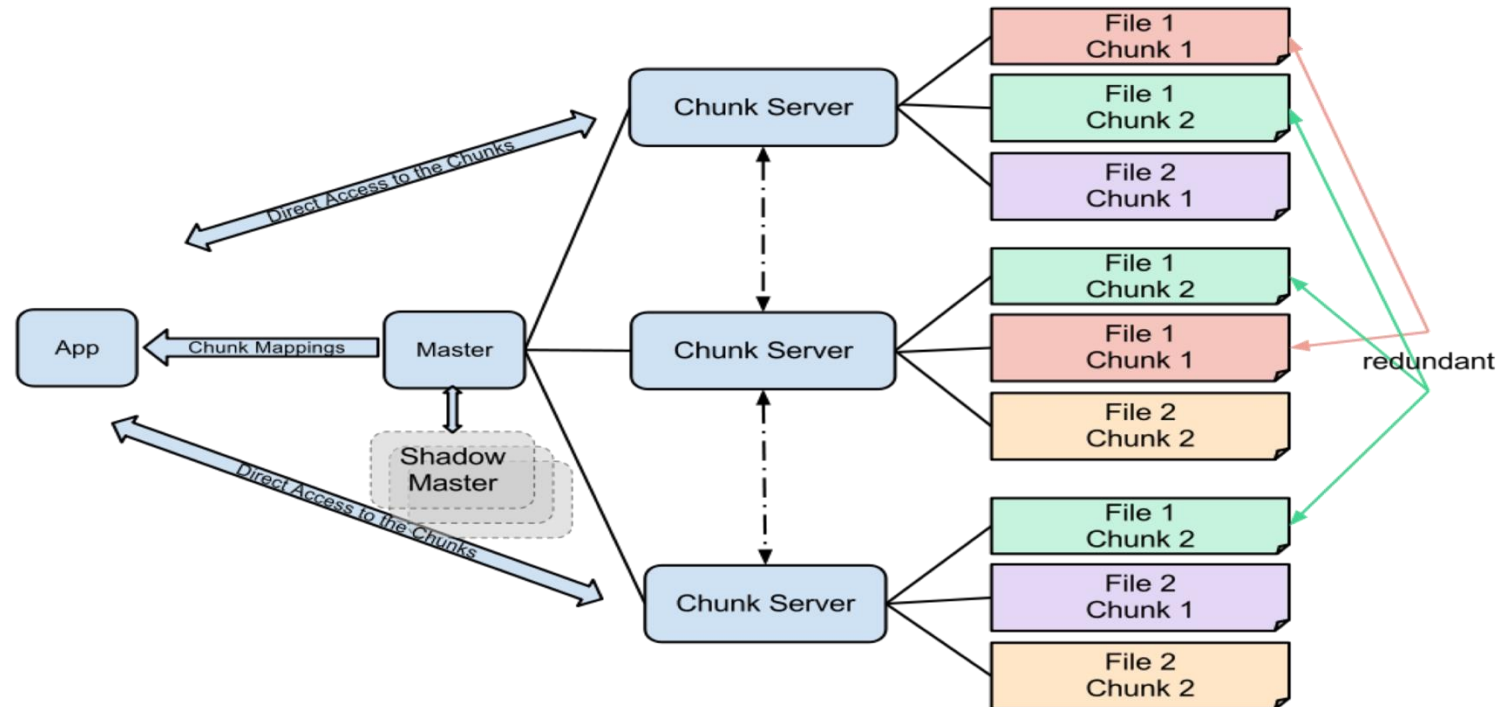 File 1
Chunk 1
Chunk Server
File 1
Chunk 2
Direct Access to the Chunks
File 2
Chunk 1
File 1
Chunk 2
App
Chunk Mappings
Master
Chunk Server
File 1
Chunk 1
redundant
File 2
Chunk 2
Shadow
Master
Direct Access to the Chunks
File 1
Chunk 2
Chunk Server
File 2
Chunk 1
File 2
Chunk 2